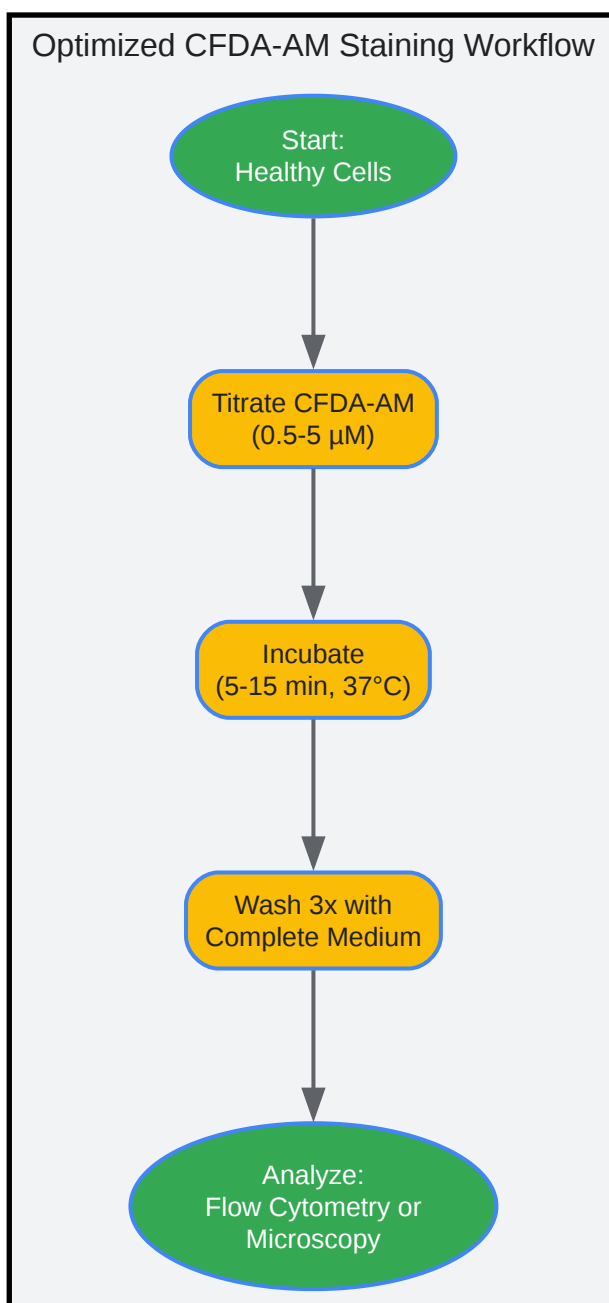 Optimized CFDA-AM Staining Workflow
Start:
Healthy Cells
Titrate CFDA-AM
(0.5-5 µM)
Incubate
(5-15 min, 37°C)
Wash 3x with
Complete Medium
Analyze:
Flow Cytometry or
Microscopy